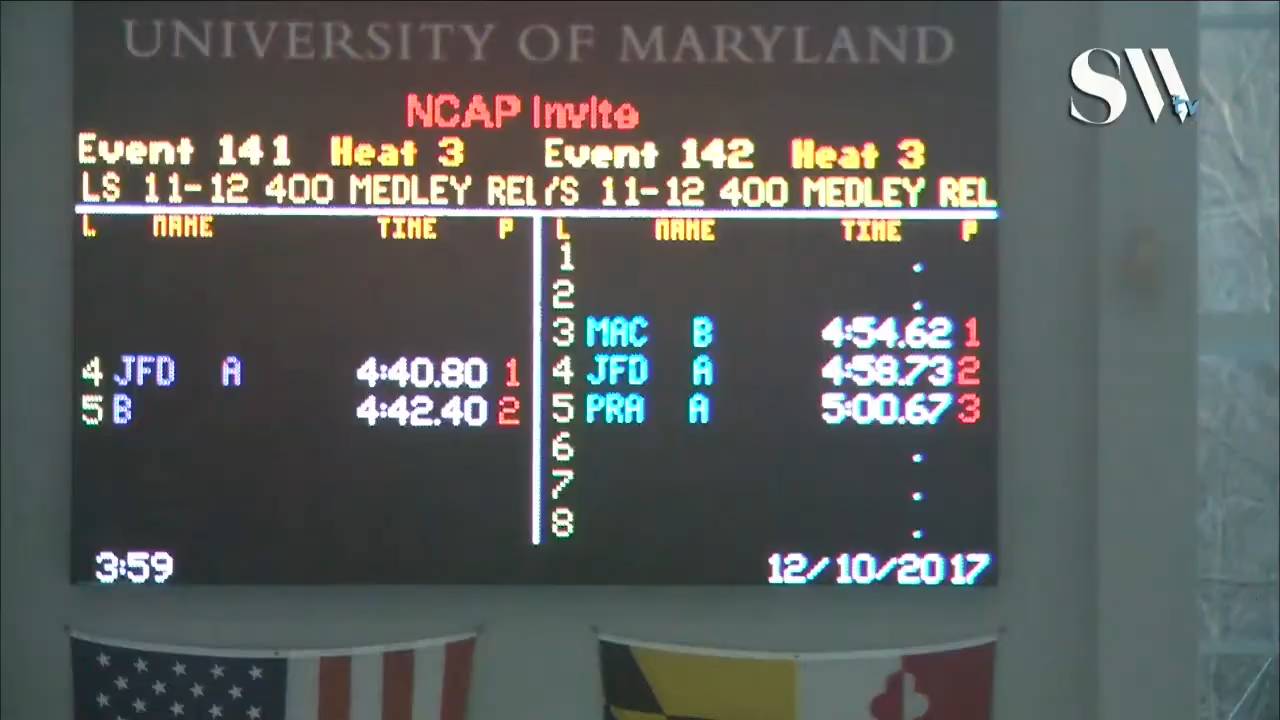 UNIVERSITY OF MARYLAND
SW
tv
NCAP Invite
Event 141 Heat 3 Event 142 Heat 3
LS 11-12 400 MEDLEY REL YS 11-12 400 MEDLEY REL
L NAME TIME P L NAME TIME P
1 .
2 .
3 MAC B 4:54.62 1
4 JFD A 4:40.80 1 4 JFD A 4:58.73 2
5 B 4:42.40 2 5 PRA A 5:00.67 3
6 .
7 .
8 .
3:59 12/10/2017